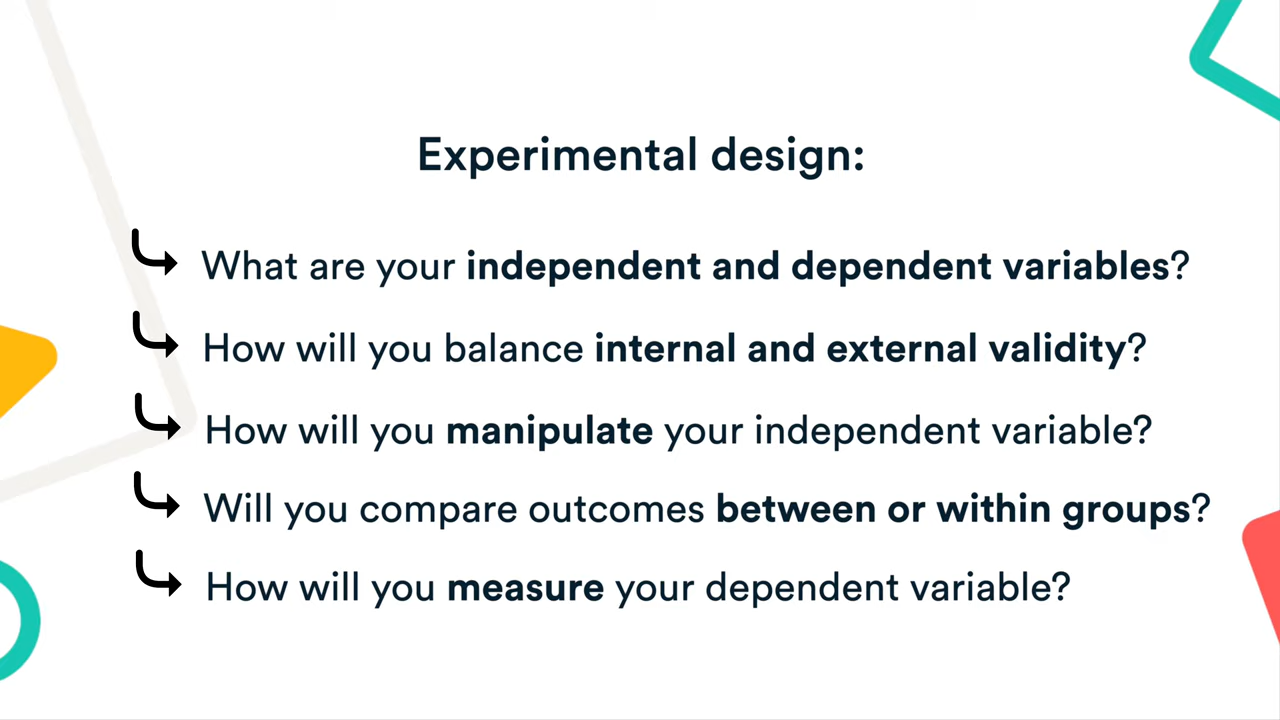 Experimental design:
What are your independent and dependent variables?
How will you balance internal and external validity?
How will you manipulate your independent variable?
Will you compare outcomes between or within groups?
How will you measure your dependent variable?